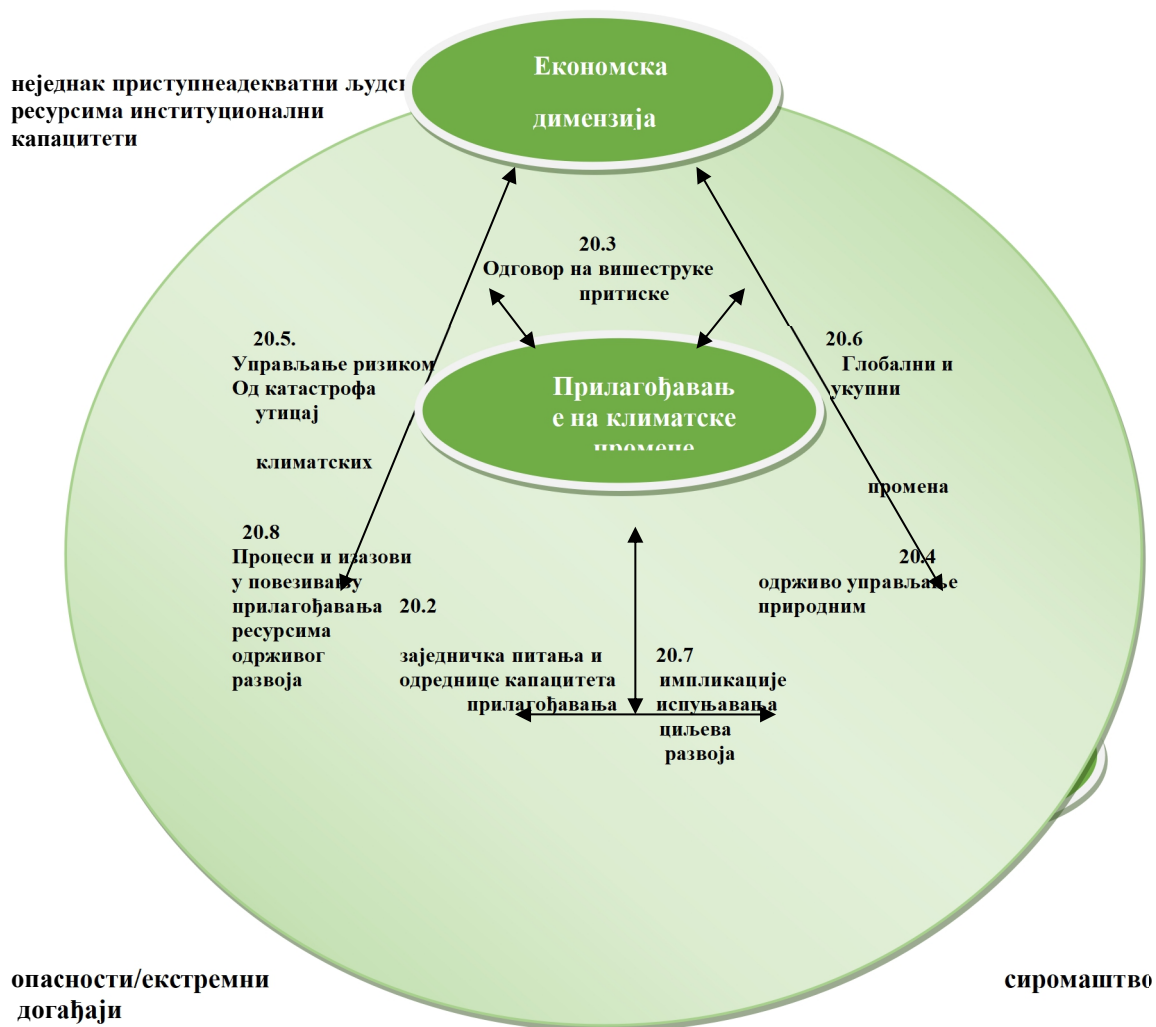 Економска
димензија
неједнак приступнеадекватни људск
ресурсима институционални
капацитети
20.3
Одговор на вишеструке
притиске
20.5.
Управљање ризиком
Од катастрофа
утицај
климатских
20.6
Глобални и
укупни
промена
Прилагођавањ
е на климатске
промене
20.8
Процеси и изазови
у повезивању
прилагођавања
ресурсима
одрживог
развоја
20.4
одрживо управљање
природним
20.2
заједничка питања и
одреднице капацитета
прилагођавања
20.7
импликације
испуњавања
циљева
развоја
опасности/екстремни
догађаји
сиромаштво